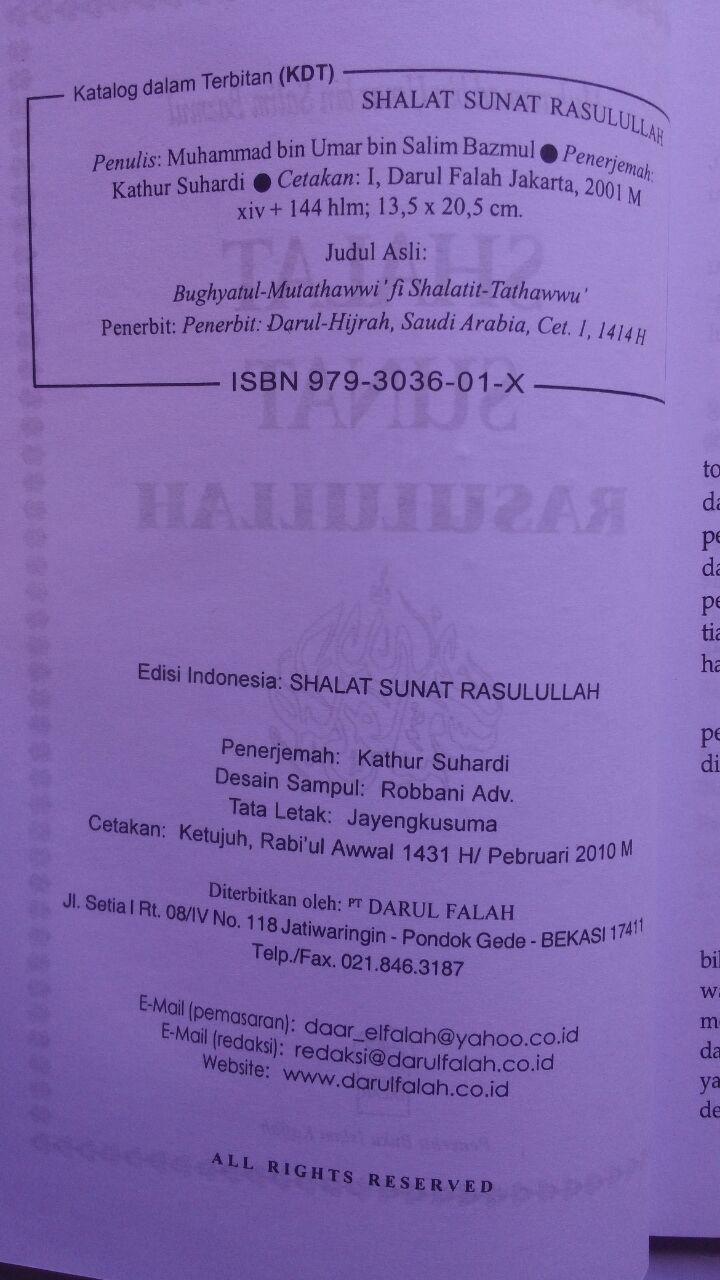 Katalog dalam Terbitan (KDT)
SHALAT SUNAT RASULULLAH
Penulis: Muhammad bin Umar bin Salim Bazmul ● Penerjemah:
Kathur Suhardi ● Cetakan: I, Darul Falah Jakarta, 2001 M
xiv + 144 hlm; 13,5 x 20,5 cm.
Judul Asli:
Bughyatul-Mutathawwi' fi Shalatit-Tathawwu'
Penerbit: Penerbit: Darul-Hijrah, Saudi Arabia, Cet. I, 1414 H
ISBN 979-3036-01-X
Edisi Indonesia: SHALAT SUNAT RASULULLAH
Penerjemah: Kathur Suhardi
Desain Sampul: Robbani Adv.
Tata Letak: Jayengkusuma
Cetakan: Ketujuh, Rabi'ul Awwal 1431 H/ Pebruari 2010 M
Diterbitkan oleh: PT DARUL FALAH
Jl. Setia I Rt. 08/IV No. 118 Jatiwaringin - Pondok Gede - BEKASI 17411
Telp./Fax. 021.846.3187
E-Mail (pemasaran): daar_elfalah@yahoo.co.id
E-Mail (redaksi): redaksi@darulfalah.co.id
Website: www.darulfalah.co.id
ALL RIGHTS RESERVED